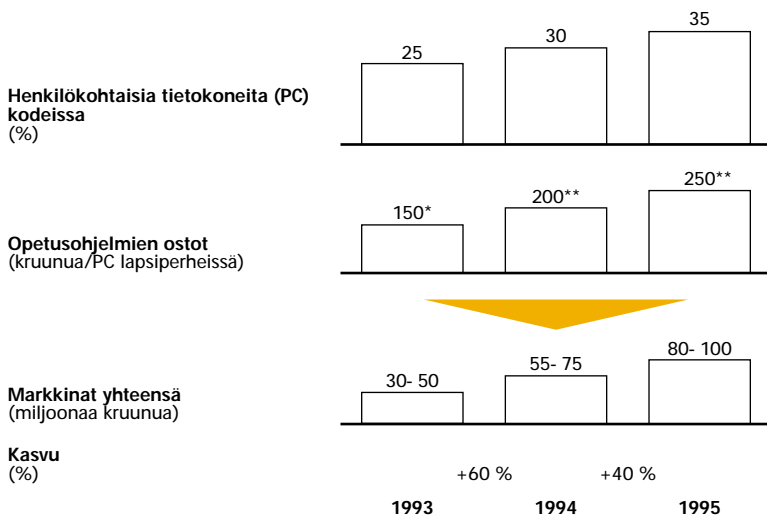 25
30
35
Henkilökohtaisia tietokoneita (PC)
kodeissa
(%)
150*
200**
250**
Opetusohjelmien ostot
(kruunua/PC lapsiperheissä)
30- 50
55- 75
80- 100
Markkinat yhteensä
(miljoonaa kruunua)
Kasvu
(%)
+60 %
+40 %
1993
1994
1995